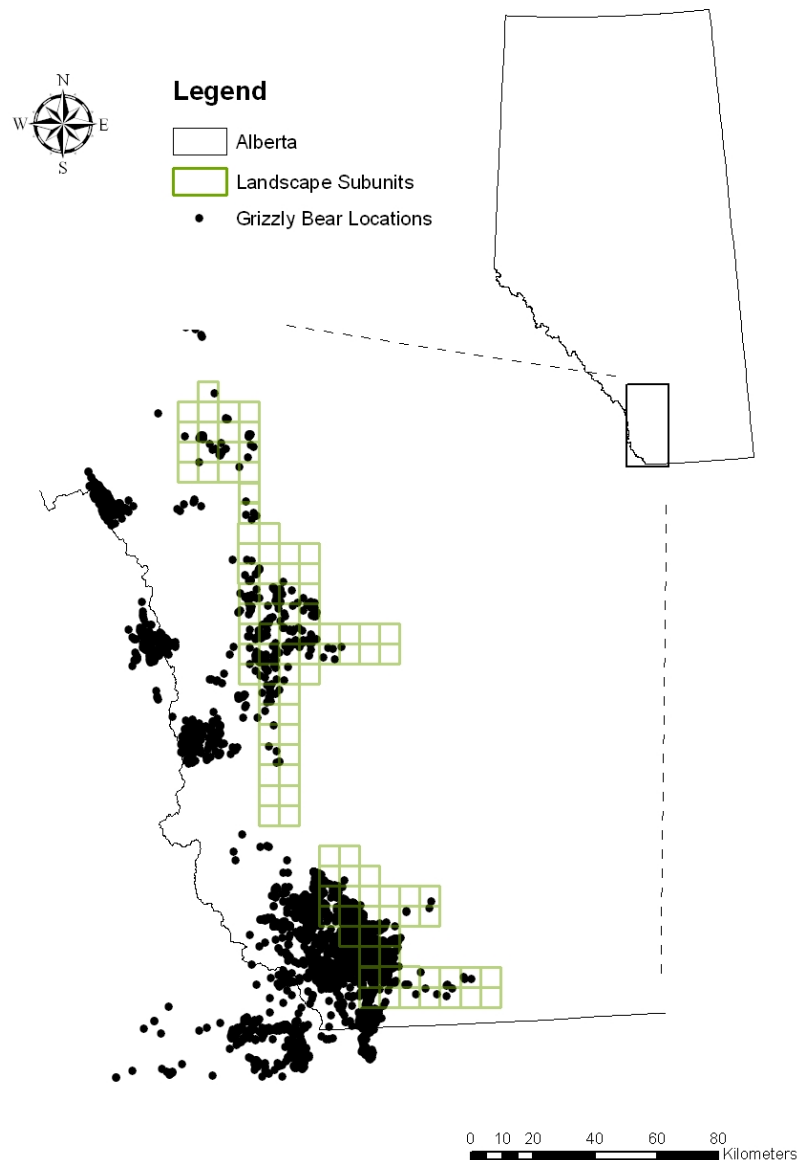 N
W E
S
Legend
Alberta
Landscape Subunits
Grizzly Bear Locations
0 10 20 40 60 80
Kilometers